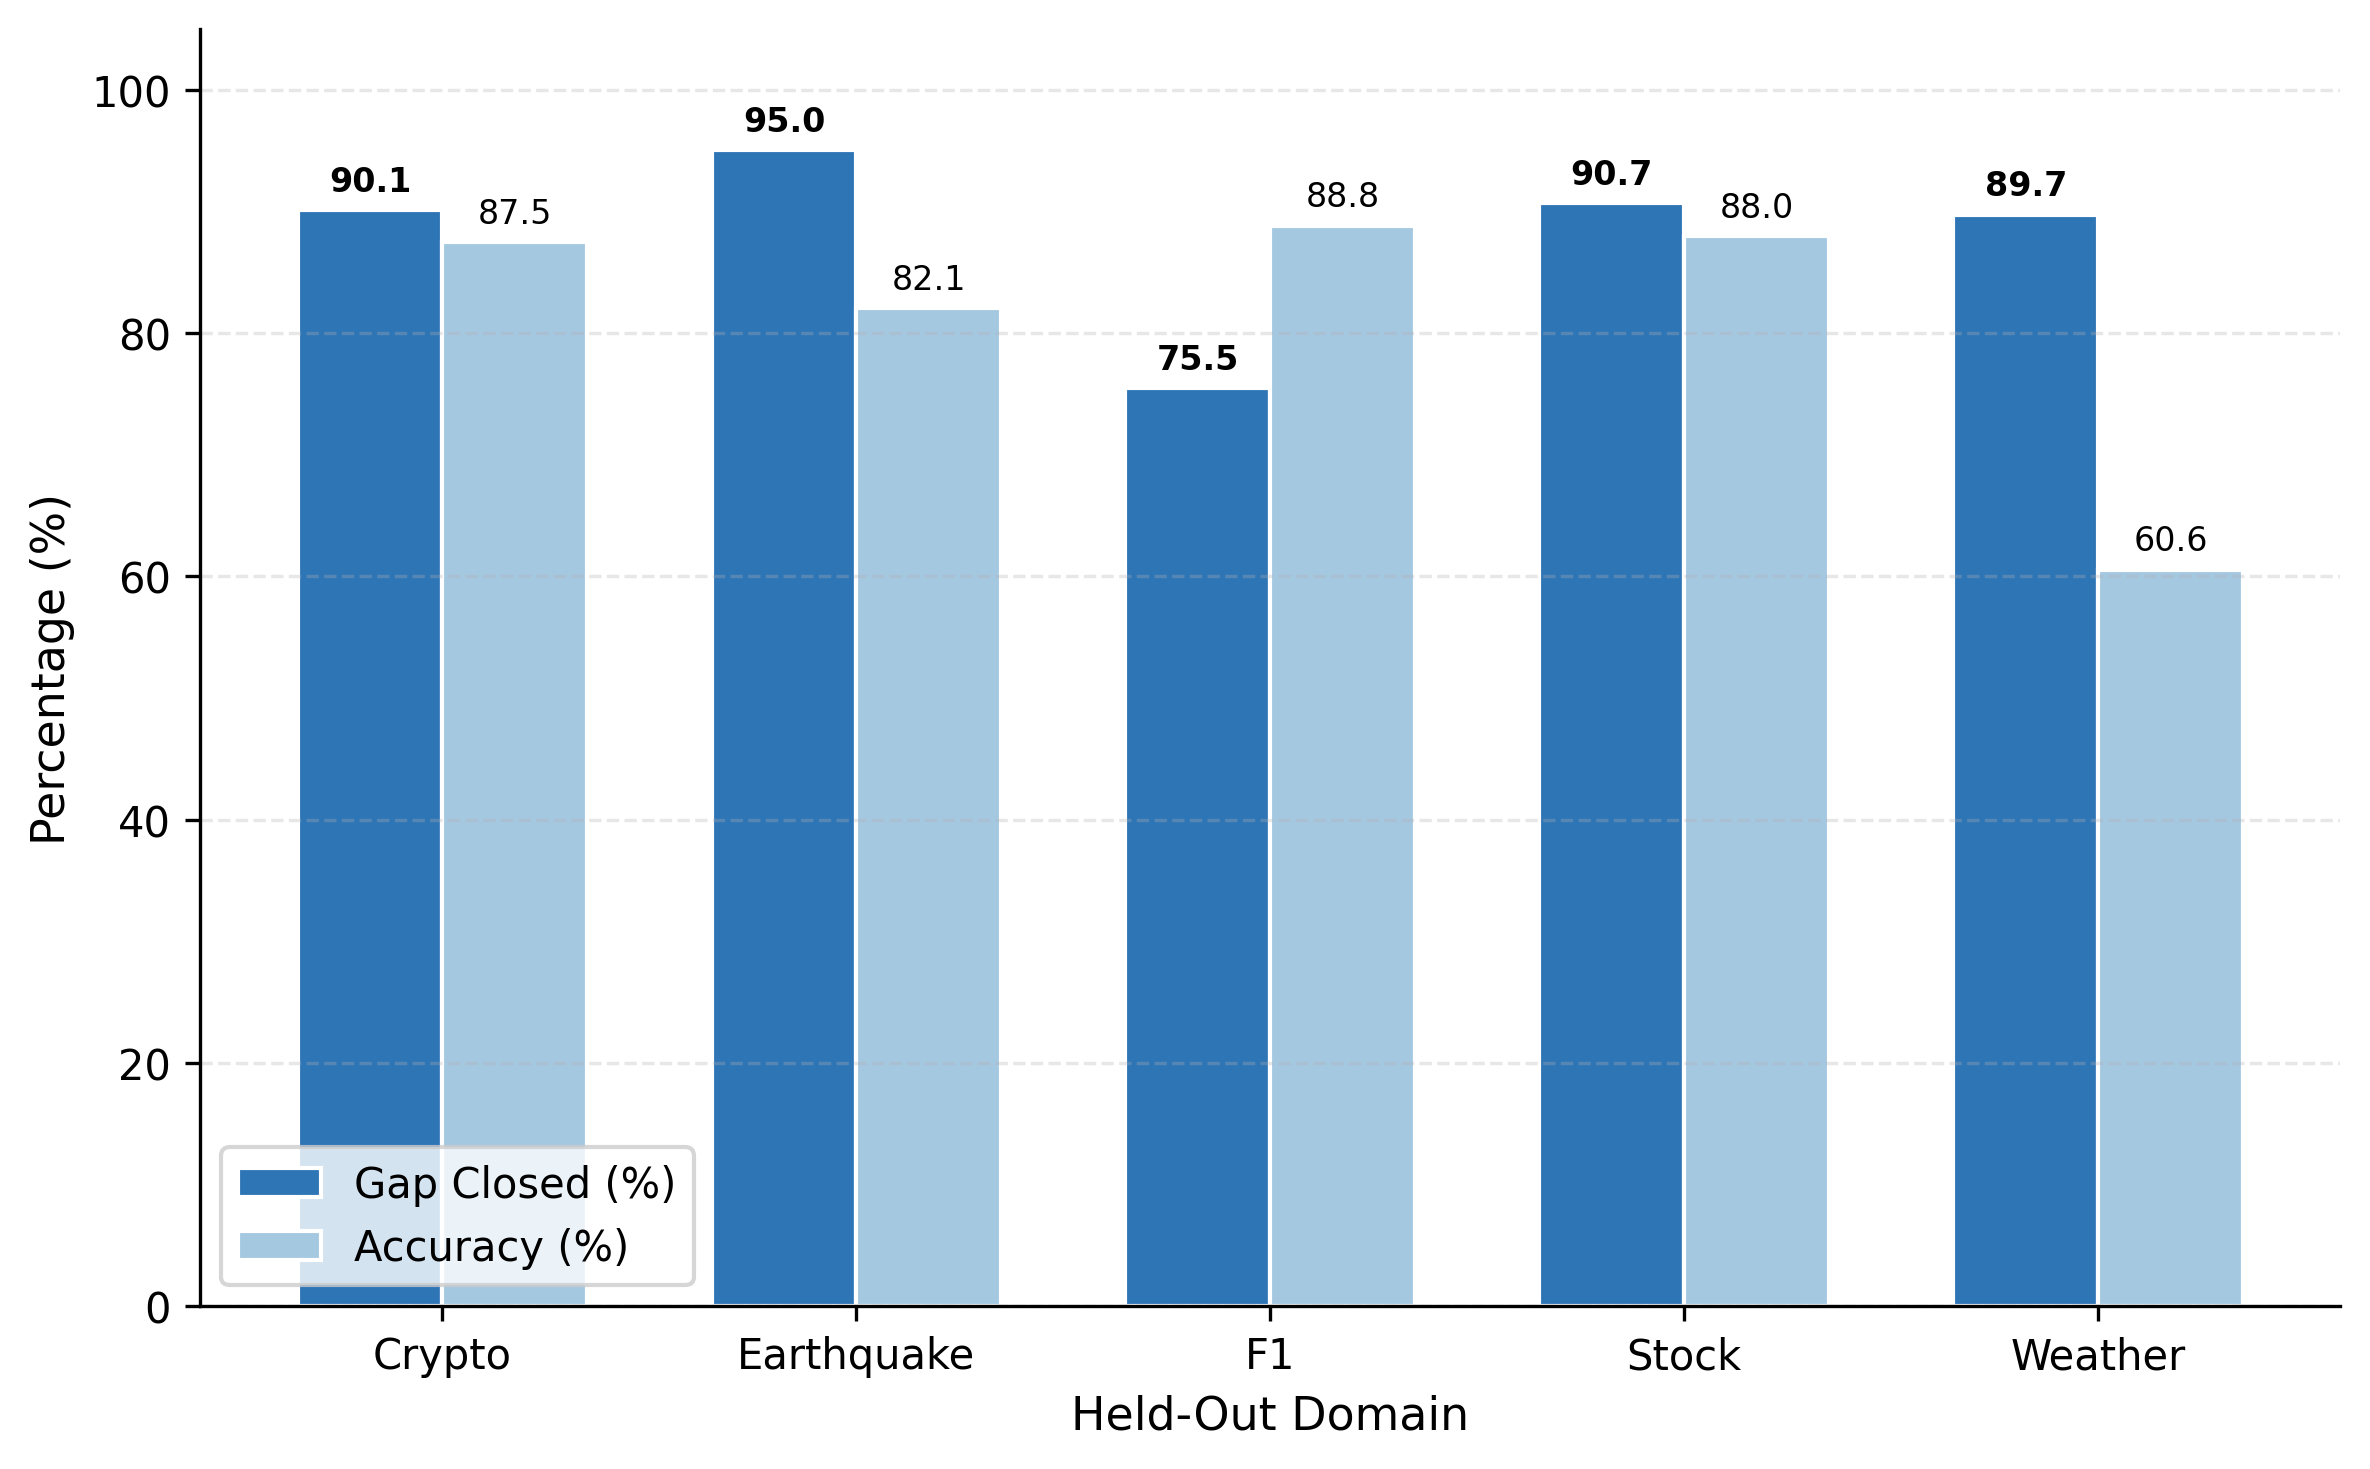 100
80
60
40
20
0
Percentage (%)
90.1
87.5
95.0
82.1
75.5
88.8
90.7
88.0
89.7
60.6
Gap Closed (%)
Accuracy (%)
Crypto
Earthquake
F1
Stock
Weather
Held-Out Domain